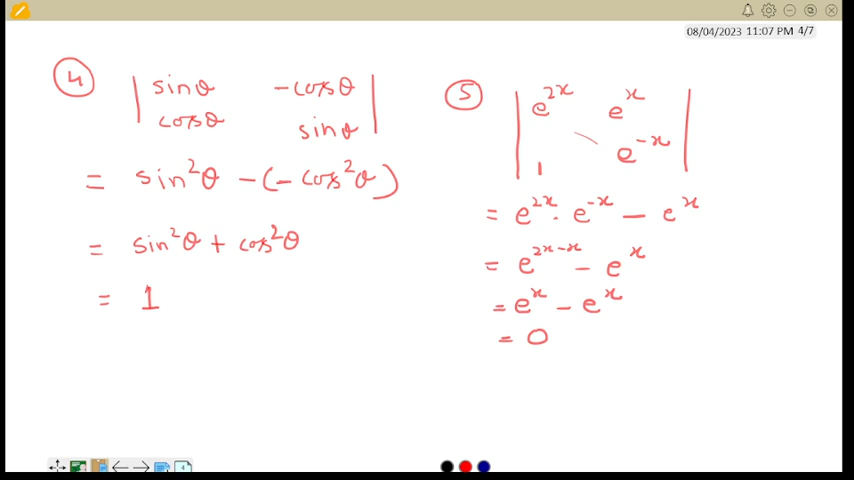 08/04/2023 11:07 PM 4/7
④ | sinθ -cosθ |
| cosθ sinθ |
= sin²θ -(- cos²θ)
= sin²θ + cos²θ
= 1
⑤ | e^{2x} e^{x} |
| 1 e^{-x} |
= e^{2x} · e^{-x} - e^{x}
= e^{2x-x} - e^{x}
= e^{x} - e^{x}
= 0
4